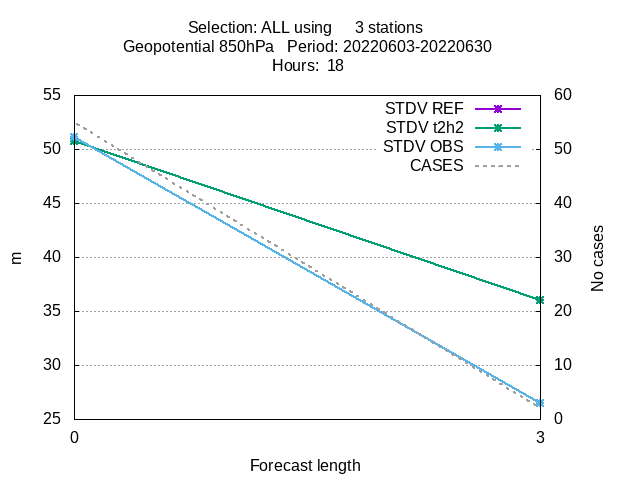 Selection: ALL using 3 stations
Geopotential 850hPa Period: 20220603-20220630
Hours: 18
55 60
STDV REF
STDV t2h2
50 50
STDV OBS
CASES
45 40
40 30
m
No cases
35 20
30 10
25 0
0 3
Forecast length